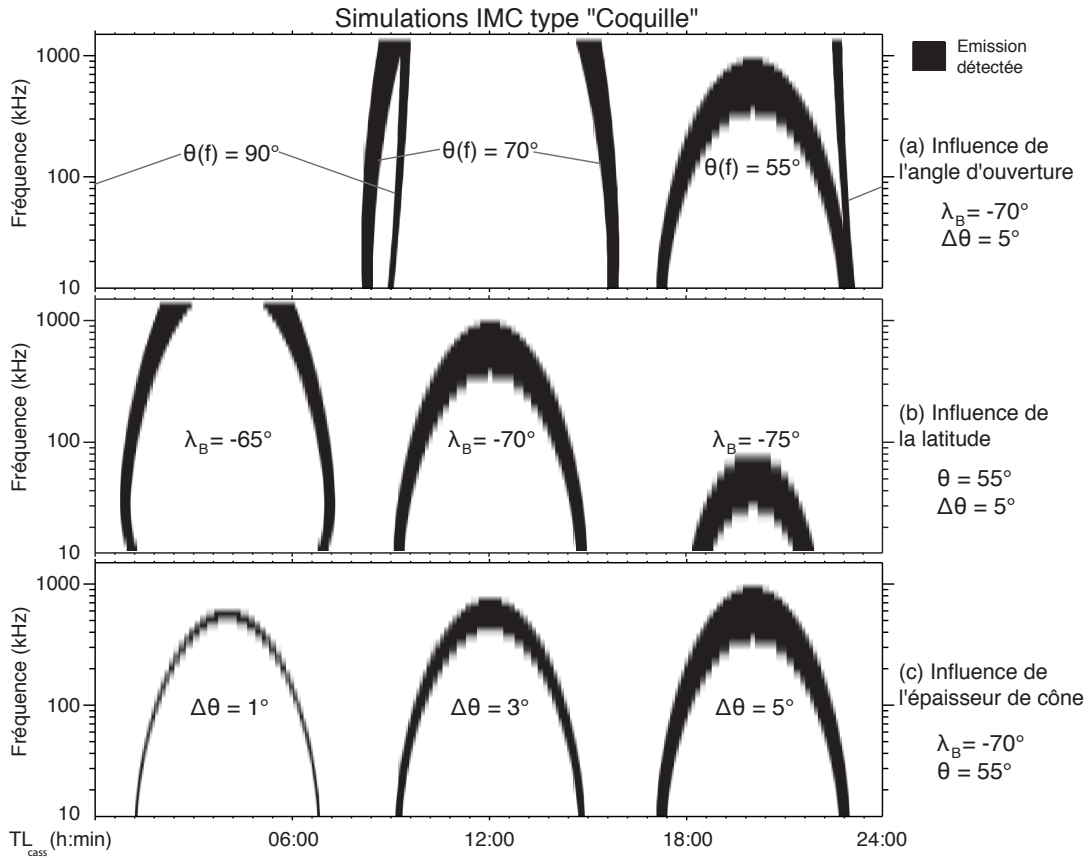 Simulations IMC type "Coquille"
Fréquence (kHz)
1000
100
10
θ(f) = 90°
θ(f) = 70°
θ(f) = 55°
Emission
détectée
(a) Influence de
l'angle d'ouverture
λB= -70°
Δθ = 5°
Fréquence (kHz)
1000
100
10
λB= -65°
λB= -70°
λB= -75°
(b) Influence de
la latitude
θ = 55°
Δθ = 5°
Fréquence (kHz)
1000
100
10
Δθ = 1°
Δθ = 3°
Δθ = 5°
(c) Influence de
l'épaisseur de cône
λB= -70°
θ = 55°
TLcass (h:min)
06:00
12:00
18:00
24:00